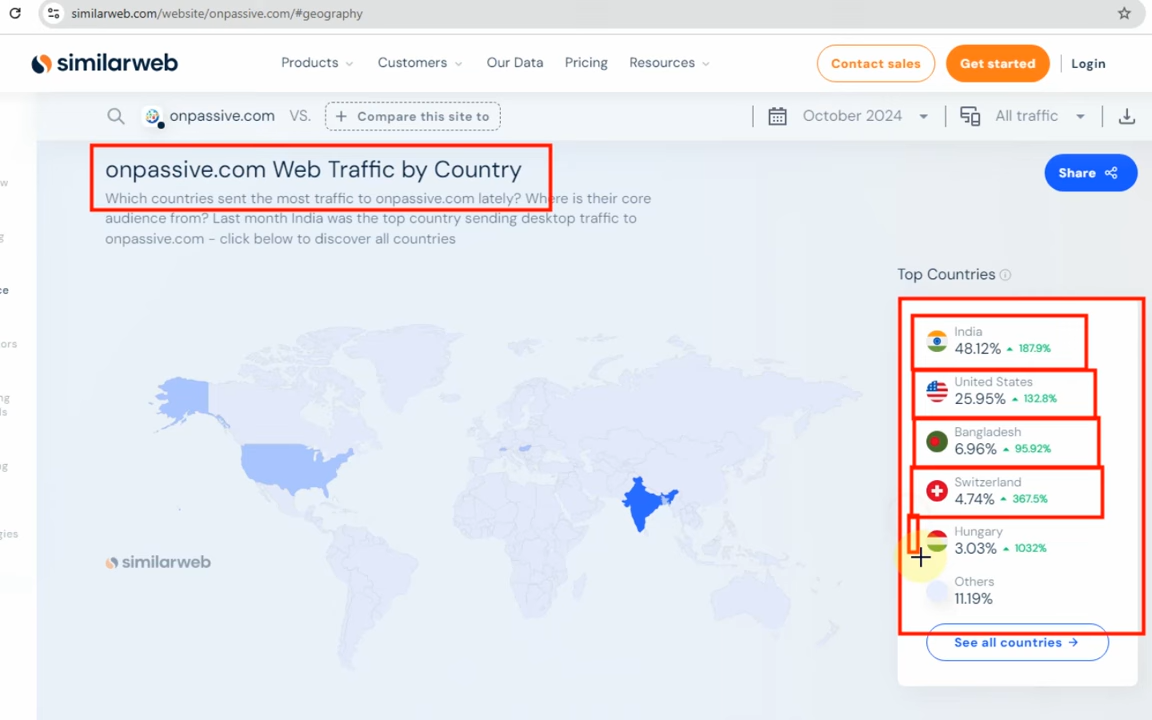 similarweb.com/website/onpassive.com/#geography
similarweb
Products
Customers
Our Data
Pricing
Resources
Contact sales
Get started
Login
onpassive.com
VS.
+ Compare this site to
October 2024
All traffic
onpassive.com Web Traffic by Country
Which countries sent the most traffic to onpassive.com lately? Where is their core
audience from? Last month India was the top country sending desktop traffic to
onpassive.com - click below to discover all countries
Share
Top Countries
India
48.12% 187.9%
United States
25.95% 132.8%
Bangladesh
6.96% 95.92%
Switzerland
4.74% 367.5%
Hungary
3.03% 1032%
Others
11.19%
See all countries →
similarweb